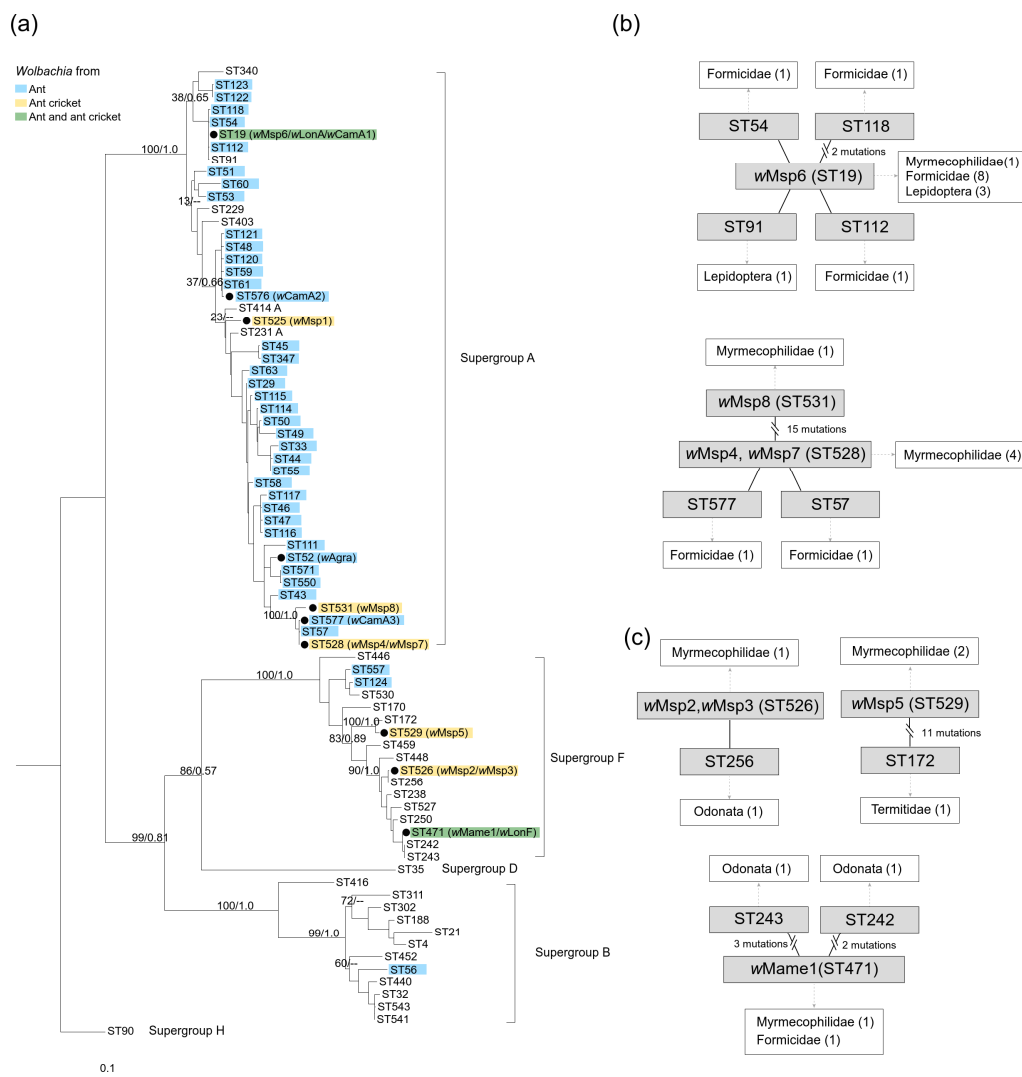 (a)
Wolbachia from
Ant
Ant cricket
Ant and ant cricket
ST340
ST123
38/0.65
ST122
ST118
ST54
ST19 (wMsp6/wLonA/wCamA1)
100/1.0
ST112
ST91
ST51
ST60
ST53
13/--
ST229
ST403
ST121
ST48
ST120
ST59
37/0.66
ST61
ST576 (wCamA2)
ST414 A
23/--
ST525 (wMsp1)
ST231 A
ST45
ST347
Supergroup A
ST63
ST29
ST115
ST114
ST50
ST49
ST33
ST44
ST55
ST58
ST117
ST46
ST47
ST116
ST111
ST52 (wAgra)
ST571
ST550
ST43
ST531 (wMsp8)
100/1.0
ST577 (wCamA3)
ST57
ST528 (wMsp4/wMsp7)
ST446
ST557
100/1.0
ST124
ST530
ST170
100/1.0
ST172
ST529 (wMsp5)
83/0.89
ST459
ST448
Supergroup F
90/1.0
ST526 (wMsp2/wMsp3)
86/0.57
ST256
ST238
ST527
ST250
ST471 (wMame1/wLonF)
99/0.81
ST242
ST243
ST35
Supergroup D
ST416
ST311
72/--
100/1.0
ST302
ST188
99/1.0
ST21
ST4
Supergroup B
ST452
60/--
ST56
ST440
ST32
ST543
ST541
ST90
Supergroup H
0.1
(b)
Formicidae (1)
Formicidae (1)
ST54
ST118
2 mutations
wMsp6 (ST19)
Myrmecophilidae(1)
Formicidae (8)
Lepidoptera (3)
ST91
ST112
Lepidoptera (1)
Formicidae (1)
Myrmecophilidae (1)
wMsp8 (ST531)
15 mutations
wMsp4, wMsp7 (ST528)
Myrmecophilidae (4)
ST577
ST57
Formicidae (1)
Formicidae (1)
(c)
Myrmecophilidae (1)
Myrmecophilidae (2)
wMsp2,wMsp3 (ST526)
wMsp5 (ST529)
11 mutations
ST256
ST172
Odonata (1)
Termitidae (1)
Odonata (1)
Odonata (1)
ST243
ST242
3 mutations
2 mutations
wMame1(ST471)
Myrmecophilidae (1)
Formicidae (1)